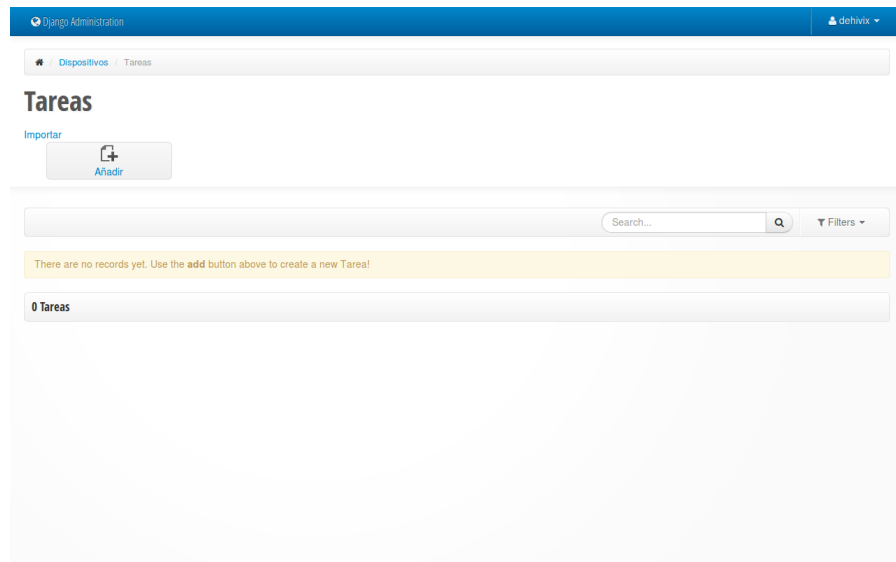 Django Administration dehivix
/ Dispositivos / Tareas
Tareas
Importar
Añadir
Search... Filters
There are no records yet. Use the add button above to create a new Tarea!
0 Tareas